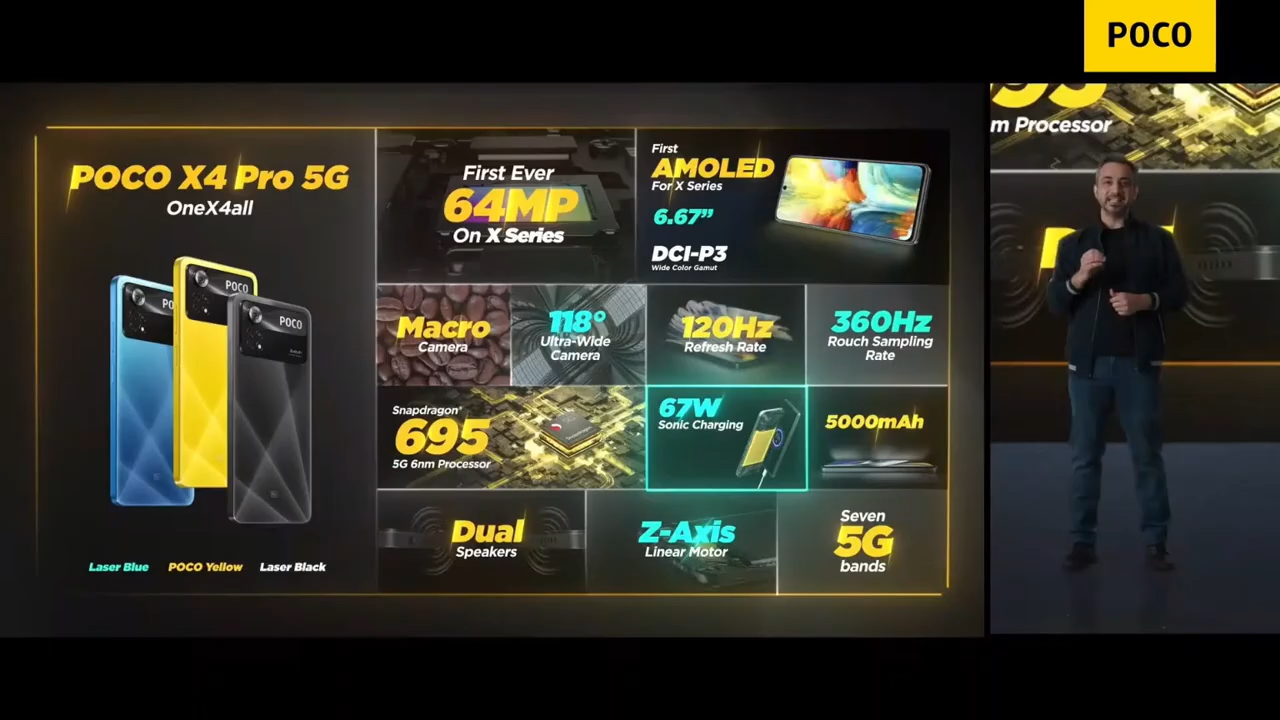 POCO
POCO X4 Pro 5G
OneX4all
POCO
POCO
Laser Blue
POCO Yellow
Laser Black
First Ever
64MP
On X Series
First
AMOLED
For X Series
6.67”
DCI-P3
Wide Color Gamut
Macro
Camera
118°
Ultra-Wide
Camera
120Hz
Refresh Rate
360Hz
Rouch Sampling
Rate
Snapdragon®
695
5G 6nm Processor
67W
Sonic Charging
5000mAh
Dual
Speakers
Z-Axis
Linear Motor
Seven
5G
bands
m Processor